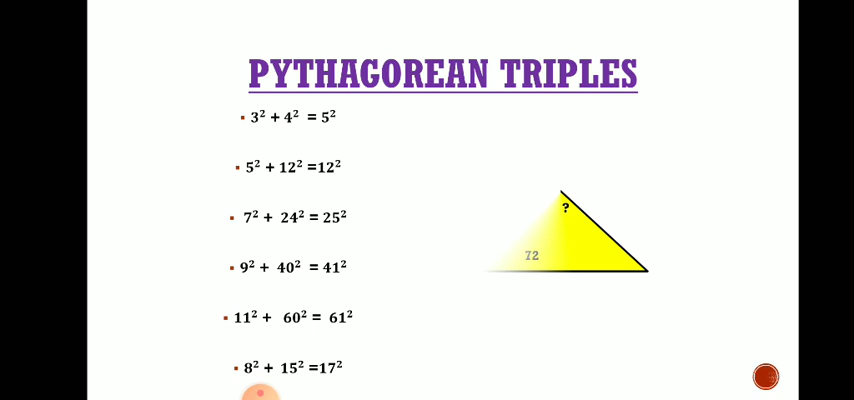 PYTHAGOREAN TRIPLES
▪ 3² + 4² = 5²
▪ 5² + 12² =12²
▪ 7² + 24² = 25²
▪ 9² + 40² = 41²
▪ 11² + 60² = 61²
▪ 8² + 15² =17²
?
72